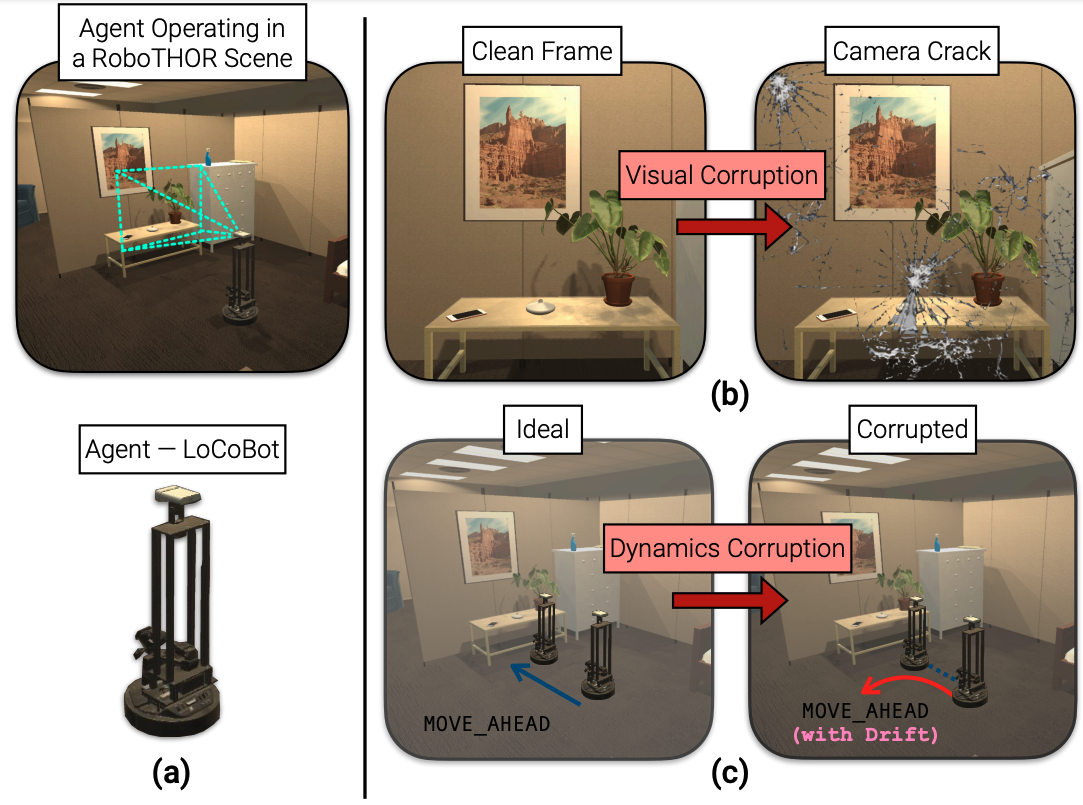 Agent Operating in
a RoboTHOR Scene
Agent — LoCoBot
(a)
Clean Frame
Camera Crack
Visual Corruption
(b)
Ideal
Corrupted
Dynamics Corruption
MOVE_AHEAD
MOVE_AHEAD
(with Drift)
(c)